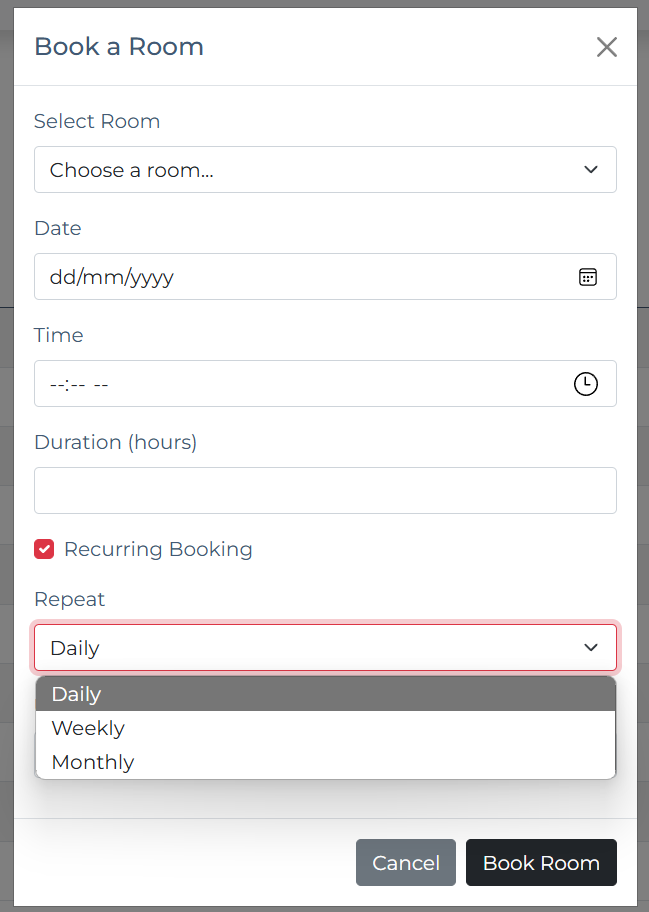 Book a Room
Select Room
Choose a room...
Date
dd/mm/yyyy
Time
--:-- --
Duration (hours)
Recurring Booking
Repeat
Daily
Daily
Weekly
Monthly
Cancel
Book Room